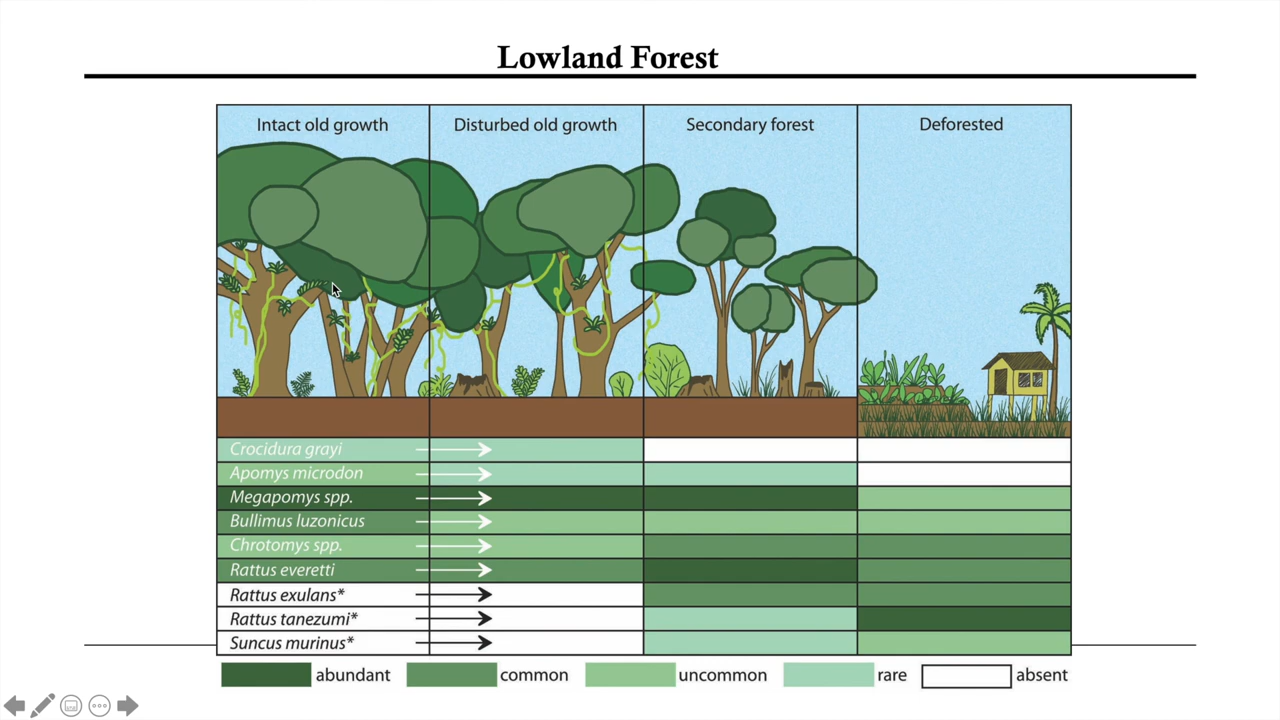 Lowland Forest
Intact old growth Disturbed old growth Secondary forest Deforested
Crocidura grayi
Apomys microdon
Megapomys spp.
Bullimus luzonicus
Chrotomys spp.
Rattus everetti
Rattus exulans*
Rattus tanezumi*
Suncus murinus*
abundant common uncommon rare absent